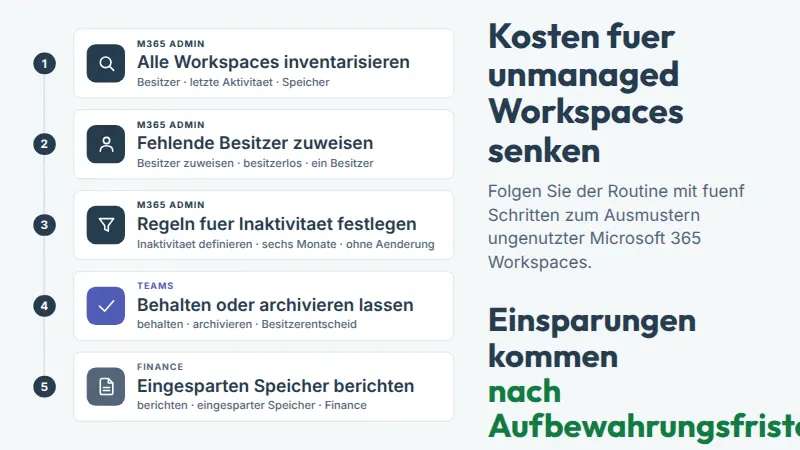 1
M365 ADMIN
Alle Workspaces inventarisieren
Besitzer · letzte Aktivitaet · Speicher
2
M365 ADMIN
Fehlende Besitzer zuweisen
Besitzer zuweisen · besitzerlos · ein Besitzer
3
M365 ADMIN
Regeln fuer Inaktivitaet festlegen
Inaktivitaet definieren · sechs Monate · ohne Aenderung
4
TEAMS
Behalten oder archivieren lassen
behalten · archivieren · Besitzerentscheid
5
FINANCE
Eingesparten Speicher berichten
berichten · eingesparter Speicher · Finance
Kosten fuer
unmanaged
Workspaces
senken
Folgen Sie der Routine mit fuenf
Schritten zum Ausmustern
ungenutzter Microsoft 365
Workspaces.
Einsparungen
kommen
nach